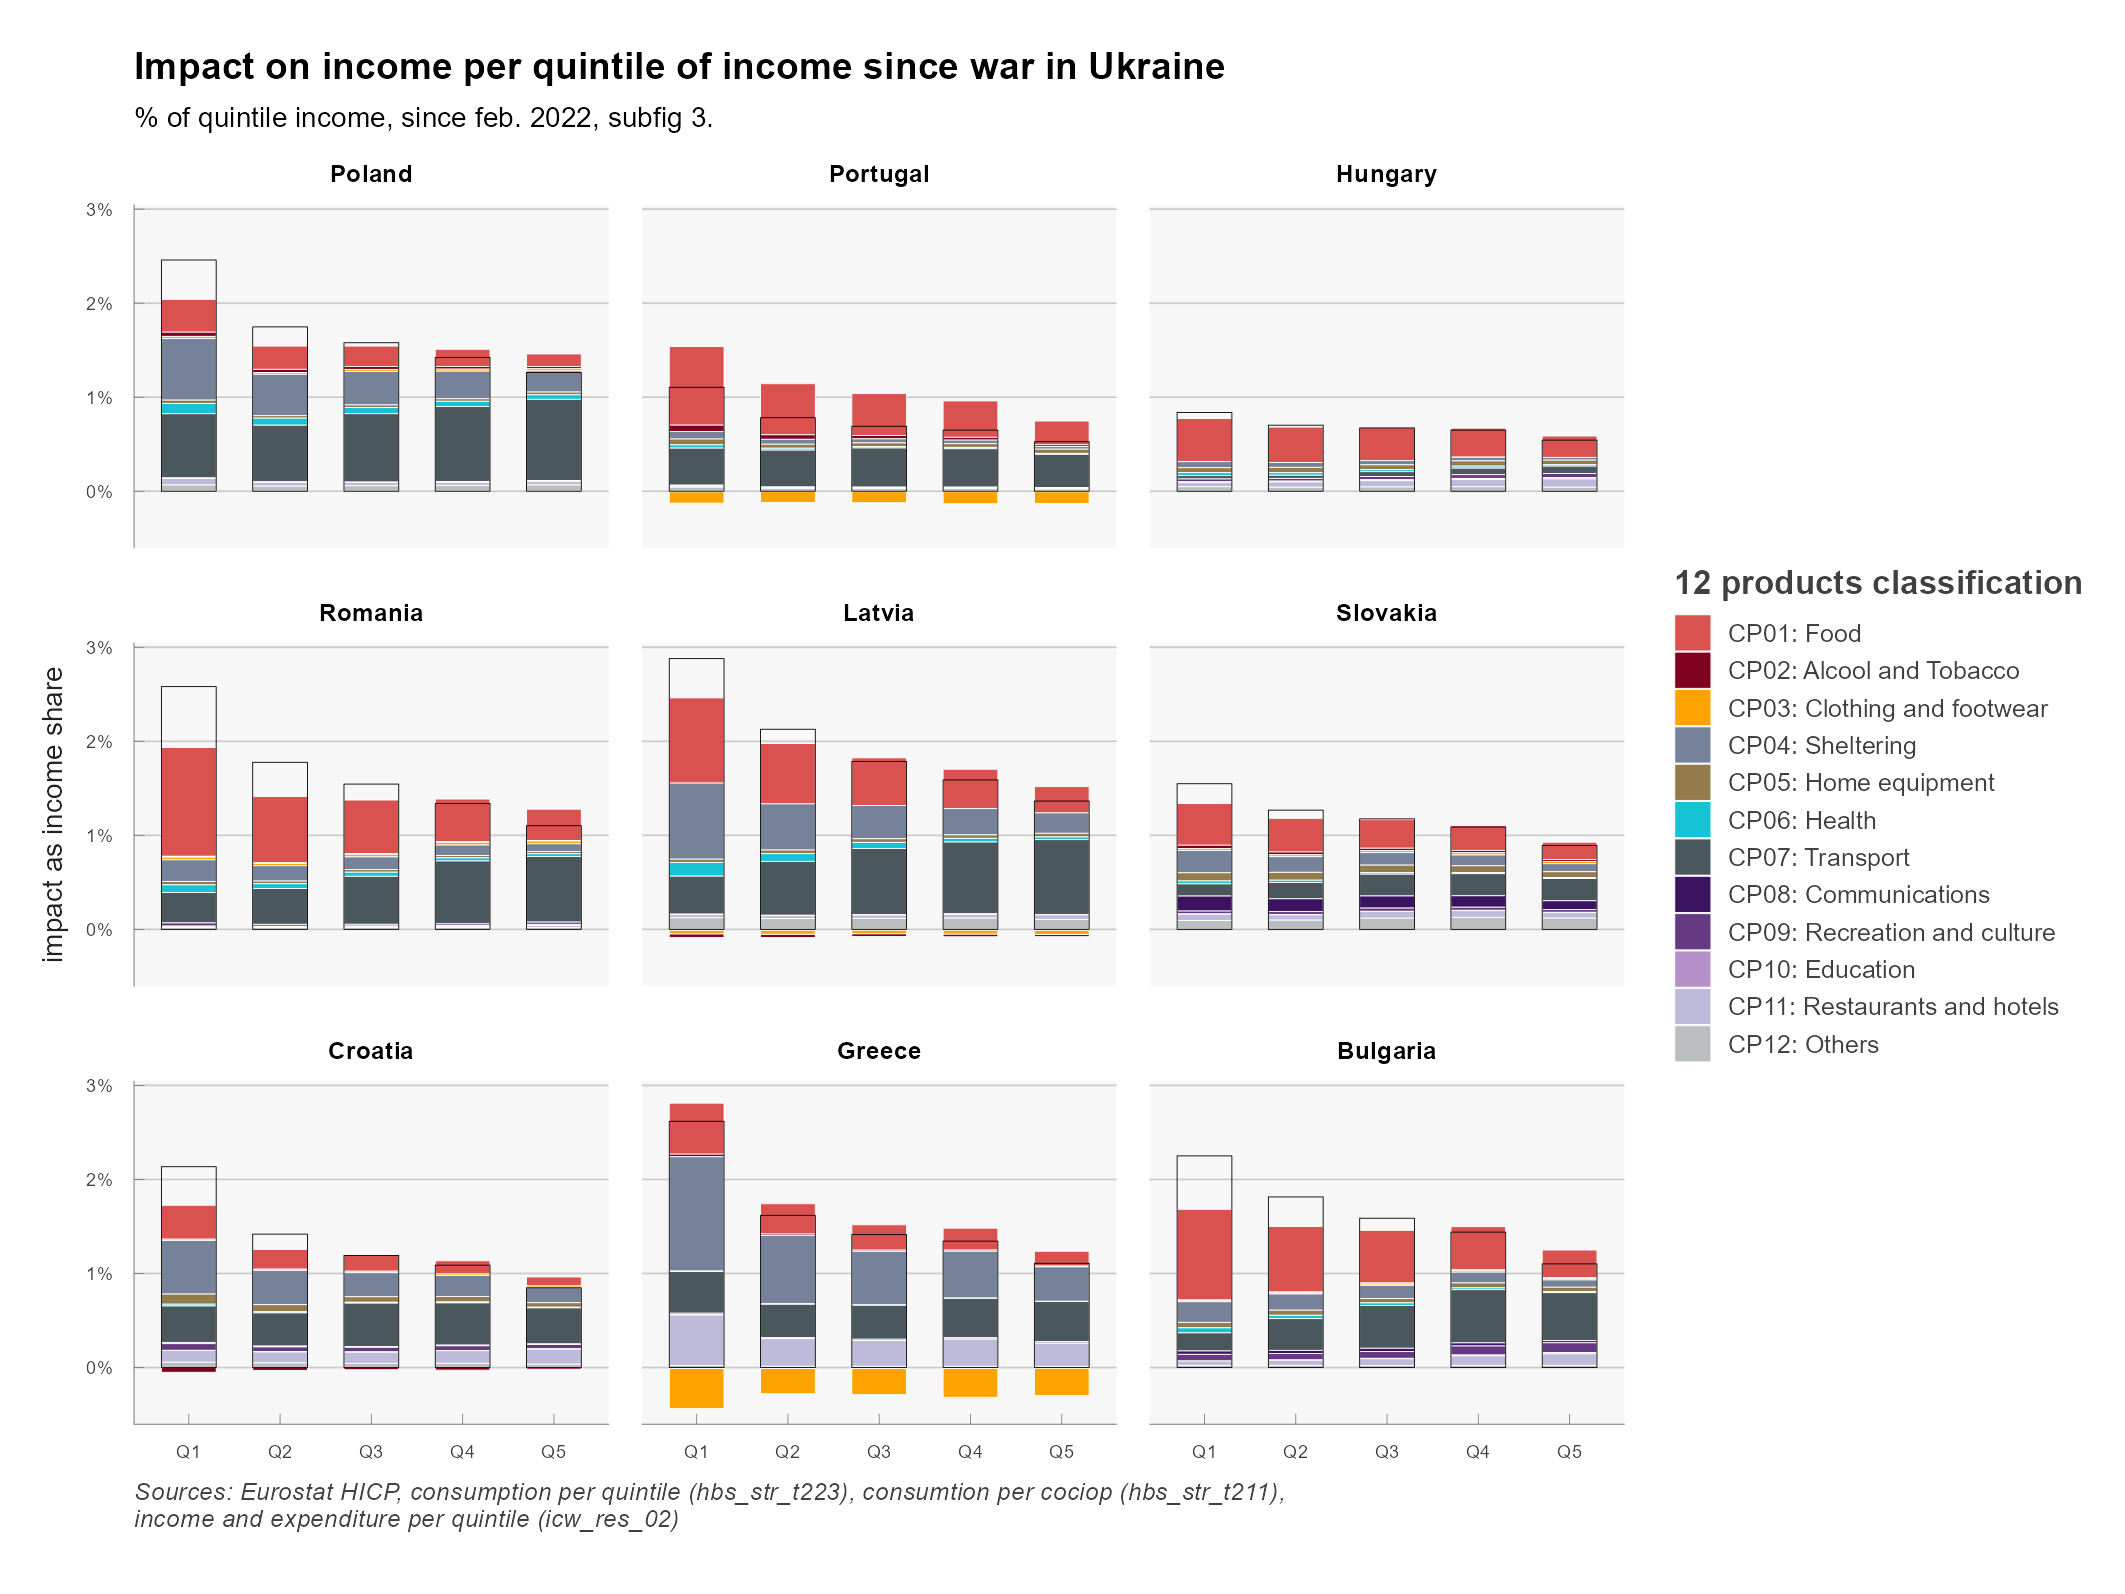 Impact on income per quintile of income since war in Ukraine
% of quintile income, since feb. 2022, subfig 3.
Poland
Portugal
Hungary
3%
2%
1%
0%
Romania
Latvia
Slovakia
3%
2%
1%
0%
Croatia
Greece
Bulgaria
3%
2%
1%
0%
Q1 Q2 Q3 Q4 Q5
Q1 Q2 Q3 Q4 Q5
Q1 Q2 Q3 Q4 Q5
impact as income share
12 products classification
CP01: Food
CP02: Alcool and Tobacco
CP03: Clothing and footwear
CP04: Sheltering
CP05: Home equipment
CP06: Health
CP07: Transport
CP08: Communications
CP09: Recreation and culture
CP10: Education
CP11: Restaurants and hotels
CP12: Others
Sources: Eurostat HICP, consumption per quintile (hbs_str_t223), consumtion per cociop (hbs_str_t211),
income and expenditure per quintile (icw_res_02)